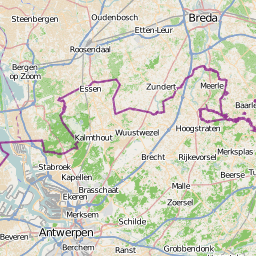 Steenbergen
Oudenbosch
Breda
Etten-Leur
Roosendaal
Bergen
op Zoom
Essen
Zundert
Meerle
Baarle
Kalmthout
Wuustwezel
Hoogstraten
Merksplas
Stabroek
Brecht
Rijkevorsel
Kapellen
Beerse
Tu
Brasschaat
Malle
Ekeren
Zoersel
Merksem
Schilde
Antwerpen
Beveren
Berchem
Ranst
Grobbendonk